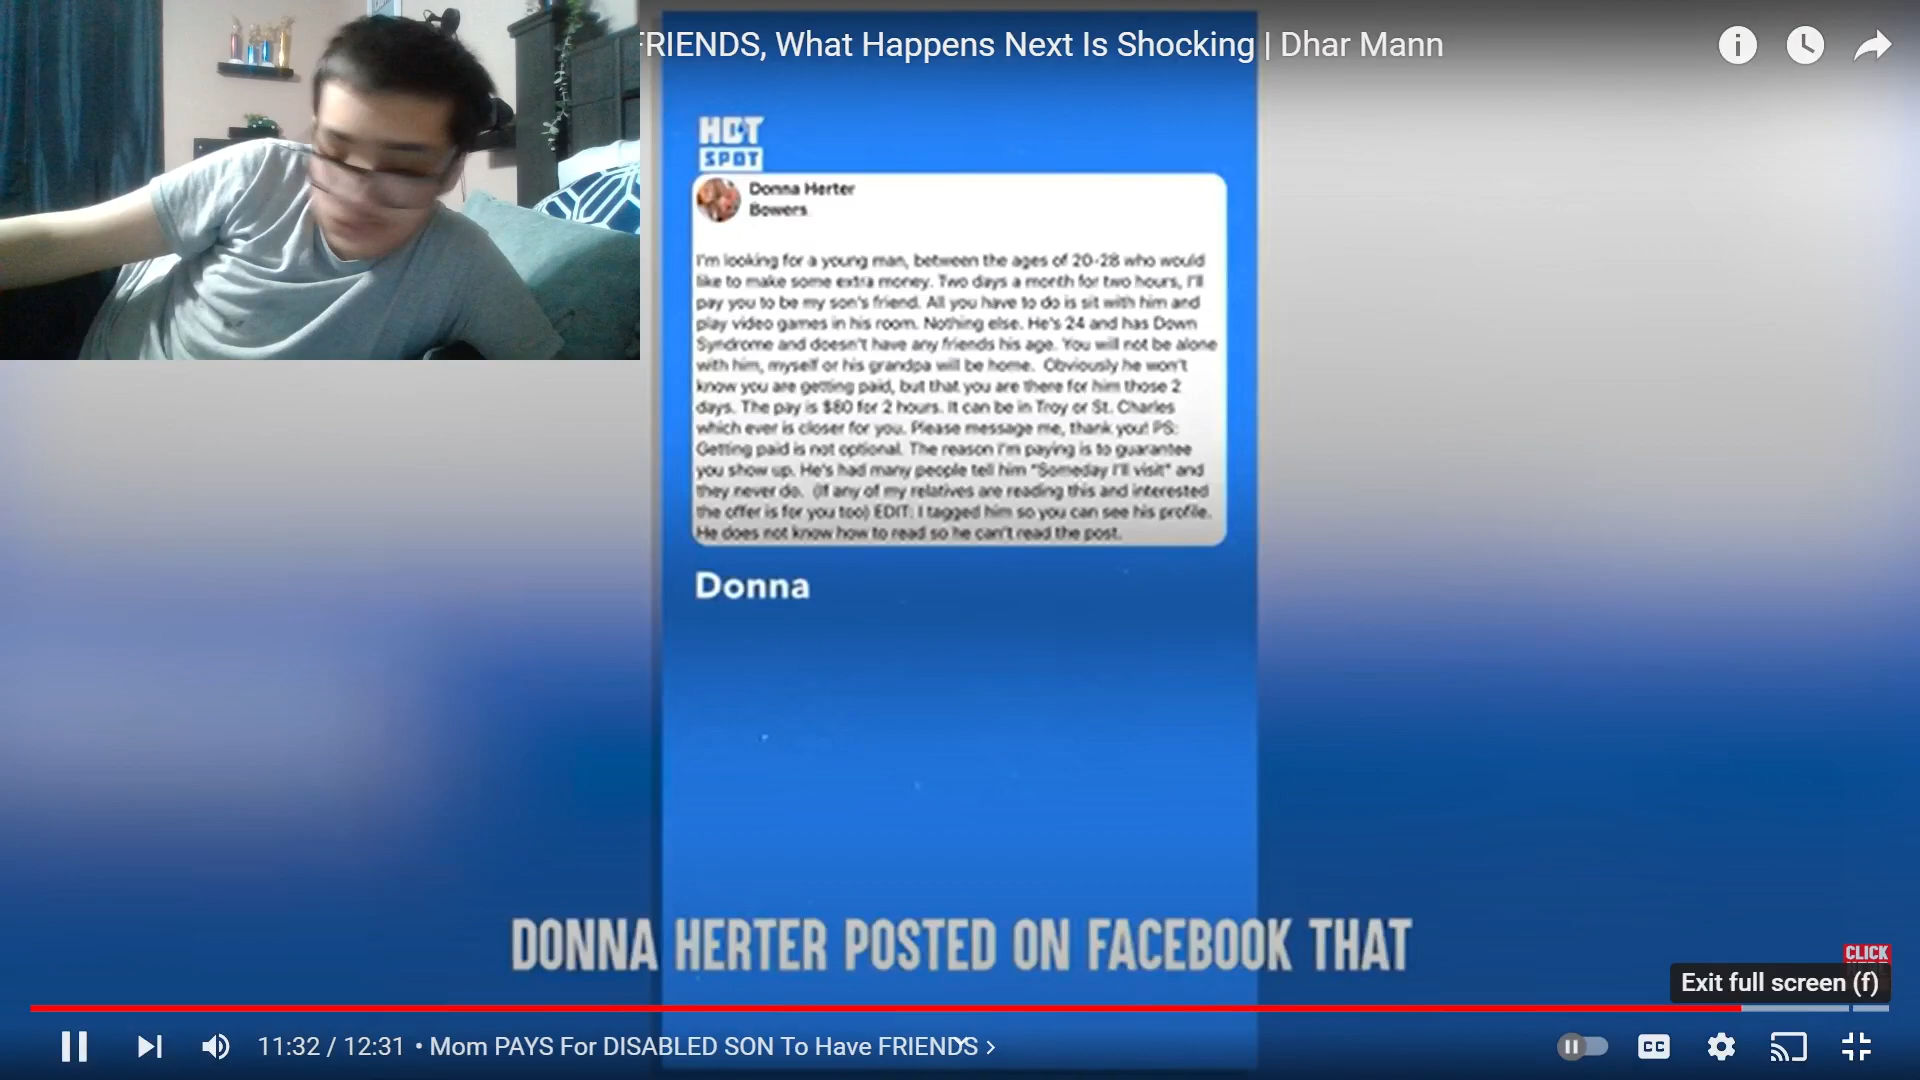 FRIENDS, What Happens Next Is Shocking | Dhar Mann
HOT
SPOT
Donna Herter
Bowers
I'm looking for a young man, between the ages of 20-28 who would
like to make some extra money. Two days a month for two hours, I'll
pay you to be my son's friend. All you have to do is sit with him and
play video games in his room. Nothing else. He's 24 and has Down
Syndrome and doesn't have any friends his age. You will not be alone
with him, myself or his grandpa will be home. Obviously he won't
know you are getting paid, but that you are there for him those 2
days. The pay is $80 for 2 hours. It can be in Troy or St. Charles
which ever is closer for you. Please message me, thank you! PS:
Getting paid is not optional. The reason I'm paying is to guarantee
you show up. He's had many people tell him "Someday I'll visit" and
they never do. (If any of my relatives are reading this and interested
the offer is for you too) EDIT: I tagged him so you can see his profile.
He does not know how to read so he can't read the post.
Donna
DONNA HERTER POSTED ON FACEBOOK THAT
CLICK
Exit full screen (f)
11:32 / 12:31 • Mom PAYS For DISABLED SON To Have FRIENDS >
CC